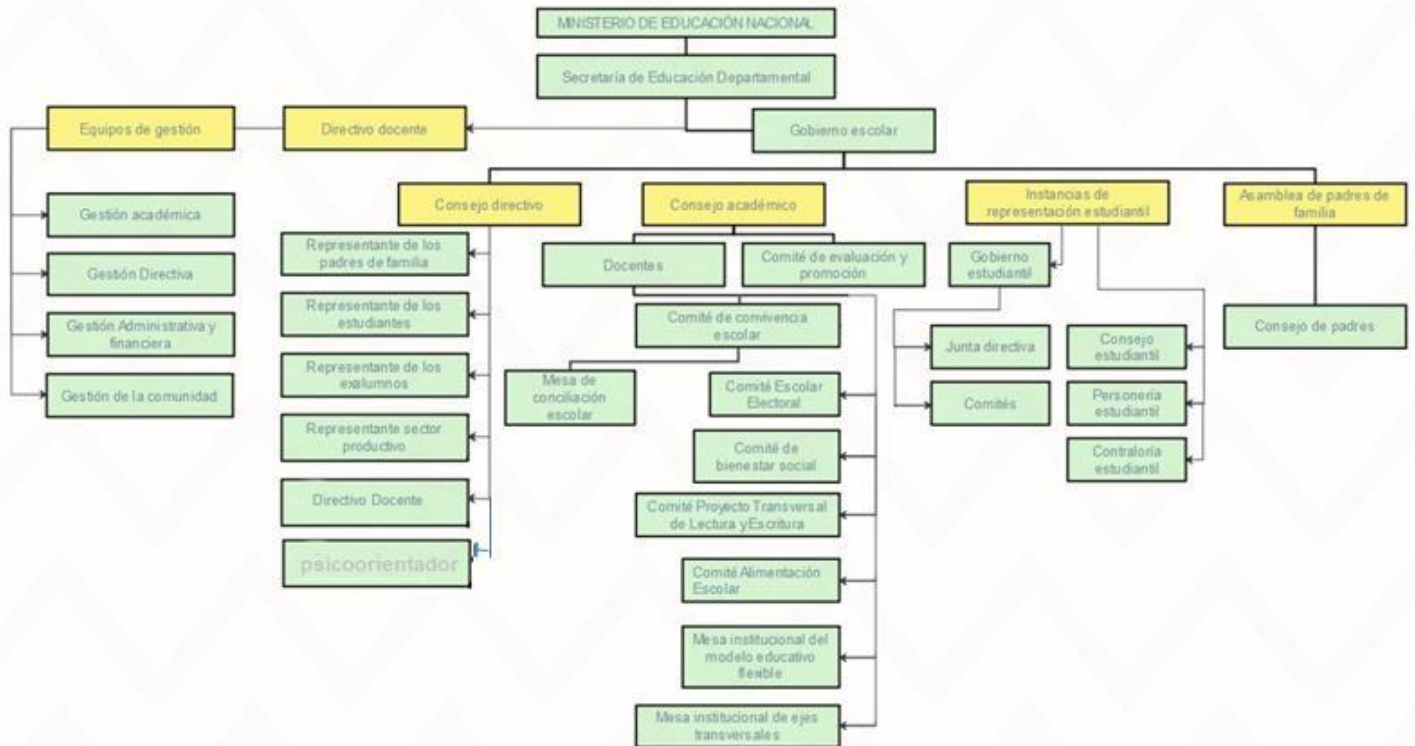 MINISTERIO DE EDUCACIÓN NACIONAL
Secretaría de Educación Departamental
Equipos de gestión
Directivo docente
Gobierno escolar
Gestión académica
Gestión Directiva
Gestión Administrativa y
financiera
Gestión de la comunidad
Consejo directivo
Representante de los
padres de familia
Representante de los
estudiantes
Representante de los
exalumnos
Representante sector
productivo
Directivo Docente
psicoorientador
Consejo académico
Docentes
Comité de evaluación y
promoción
Comité de convivencia
escolar
Mesa de
conciliación
escolar
Comité Escolar
Electoral
Comité de
bienestar social
Comité Proyecto Transversal
de Lectura yEscritura
Comité Alimentación
Escolar
Mesa institucional del
modelo educativo
flexible
Mesa institucional de ejes
transversales
Instancias de
representación estudiantil
Gobierno
estudiantil
Junta directiva
Comités
Consejo
estudiantil
Personería
estudiantil
Contraloría
estudiantil
Asamblea de padres de
familia
Consejo de padres